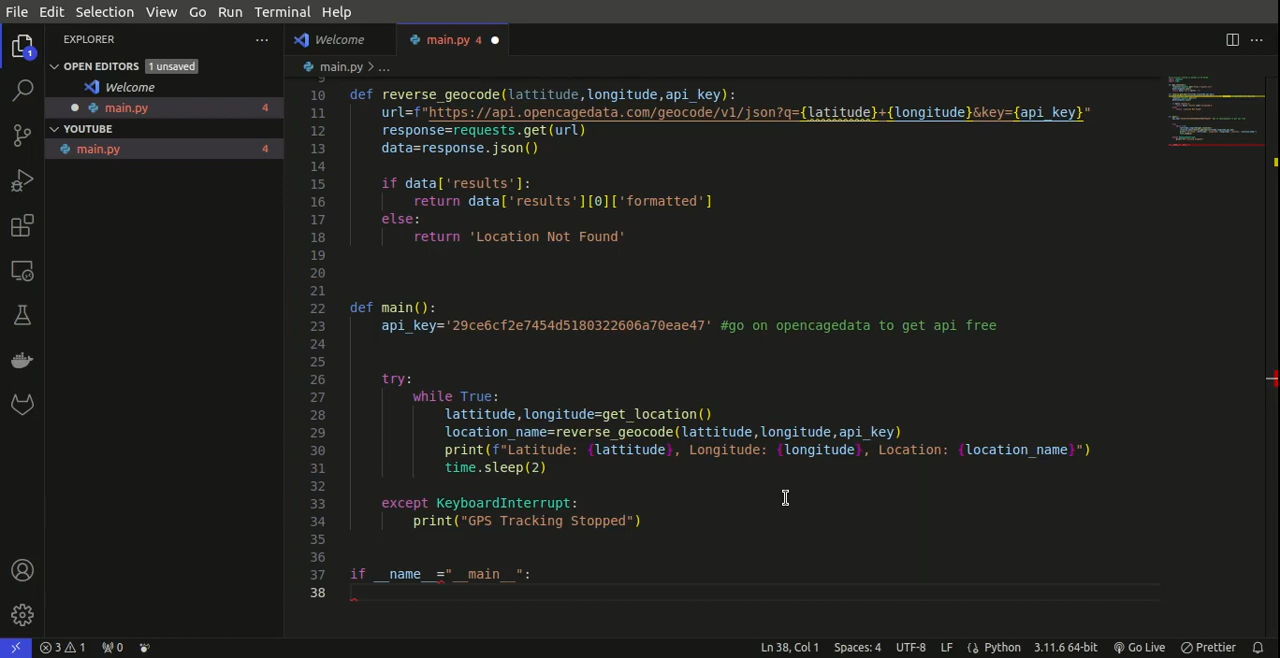 File Edit Selection View Go Run Terminal Help
EXPLORER ...
OPEN EDITORS 1 unsaved
Welcome
main.py 4
YOUTUBE
main.py 4
1
Welcome
main.py 4
main.py > ...
9
10 def reverse_geocode(lattitude,longitude,api_key):
11 url=f"https://api.opencagedata.com/geocode/v1/json?q={latitude}+{longitude}&key={api_key}"
12 response=requests.get(url)
13 data=response.json()
14
15 if data['results']:
16 return data['results'][0]['formatted']
17 else:
18 return 'Location Not Found'
19
20
21
22 def main():
23 api_key='29ce6cf2e7454d5180322606a70eae47' #go on opencagedata to get api free
24
25
26 try:
27 while True:
28 lattitude,longitude=get_location()
29 location_name=reverse_geocode(lattitude,longitude,api_key)
30 print(f"Latitude: {lattitude}, Longitude: {longitude}, Location: {location_name}")
31 time.sleep(2)
32
33 except KeyboardInterrupt:
34 print("GPS Tracking Stopped")
35
36
37 if __name__="__main__":
38
3 1 0 Ln 38, Col 1 Spaces: 4 UTF-8 LF Python 3.11.6 64-bit Go Live Prettier